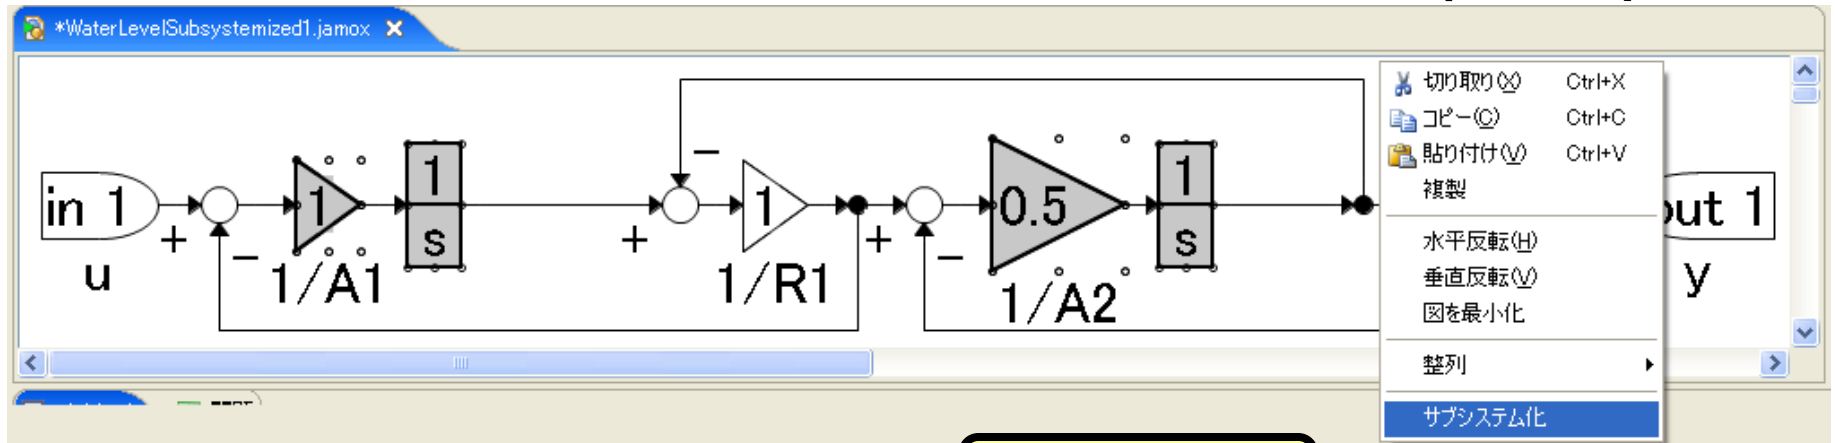 *WaterLevelSubsystemized1.jamox
切り取り(X) Ctrl+X
コピー(C) Ctrl+C
貼り付け(V) Ctrl+V
複製
水平反転(H)
垂直反転(V)
図を最小化
整列
サブシステム化
in 1
u
+
−
1
1/A1
1
s
+
−
1
1/R1
+
−
0.5
1/A2
1
s
out 1
y